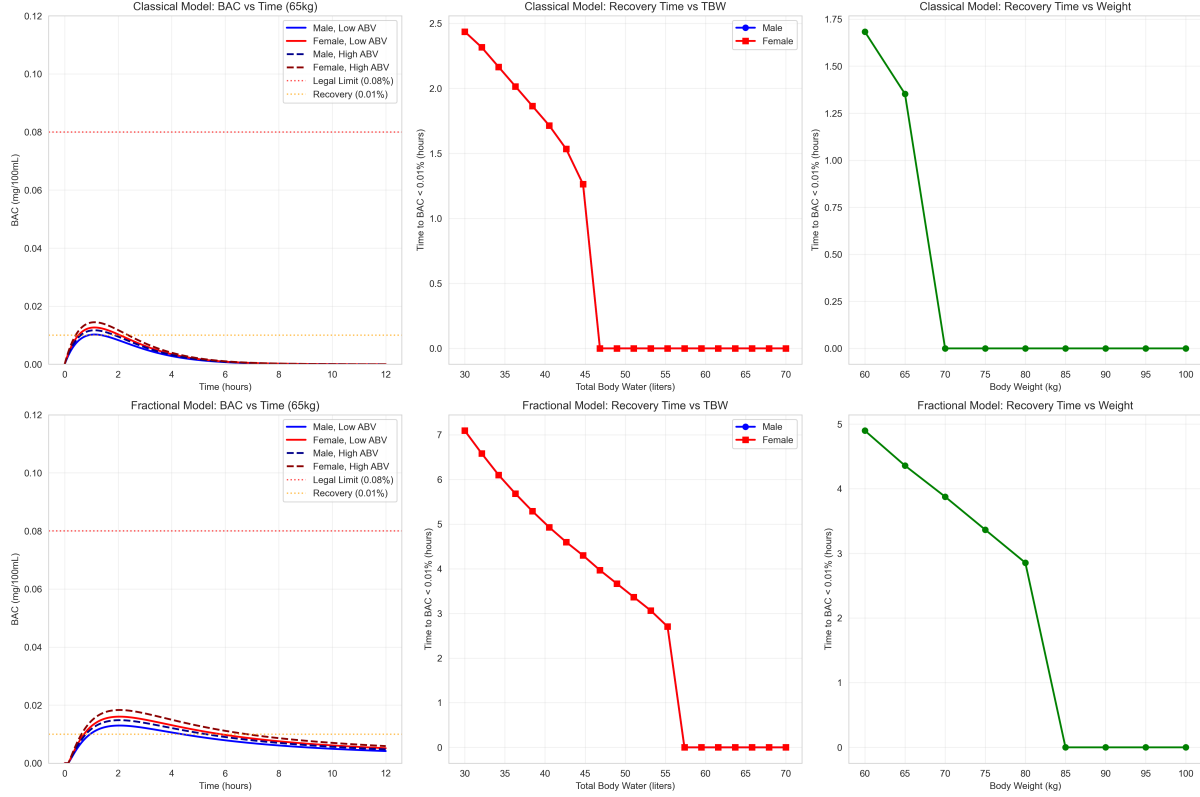 Classical Model: BAC vs Time (65kg)
BAC (mg/100mL)
0.12
0.10
0.08
0.06
0.04
0.02
0.00
Male, Low ABV
Female, Low ABV
Male, High ABV
Female, High ABV
Legal Limit (0.08%)
Recovery (0.01%)
0 2 4 6 8 10 12
Time (hours)
Classical Model: Recovery Time vs TBW
Time to BAC < 0.01% (hours)
2.5
2.0
1.5
1.0
0.5
0.0
Male
Female
30 35 40 45 50 55 60 65 70
Total Body Water (liters)
Classical Model: Recovery Time vs Weight
Time to BAC < 0.01% (hours)
1.75
1.50
1.25
1.00
0.75
0.50
0.25
0.00
60 65 70 75 80 85 90 95 100
Body Weight (kg)
Fractional Model: BAC vs Time (65kg)
BAC (mg/100mL)
0.12
0.10
0.08
0.06
0.04
0.02
0.00
Male, Low ABV
Female, Low ABV
Male, High ABV
Female, High ABV
Legal Limit (0.08%)
Recovery (0.01%)
0 2 4 6 8 10 12
Time (hours)
Fractional Model: Recovery Time vs TBW
Time to BAC < 0.01% (hours)
7
6
5
4
3
2
1
0
Male
Female
30 35 40 45 50 55 60 65 70
Total Body Water (liters)
Fractional Model: Recovery Time vs Weight
Time to BAC < 0.01% (hours)
5
4
3
2
1
0
60 65 70 75 80 85 90 95 100
Body Weight (kg)